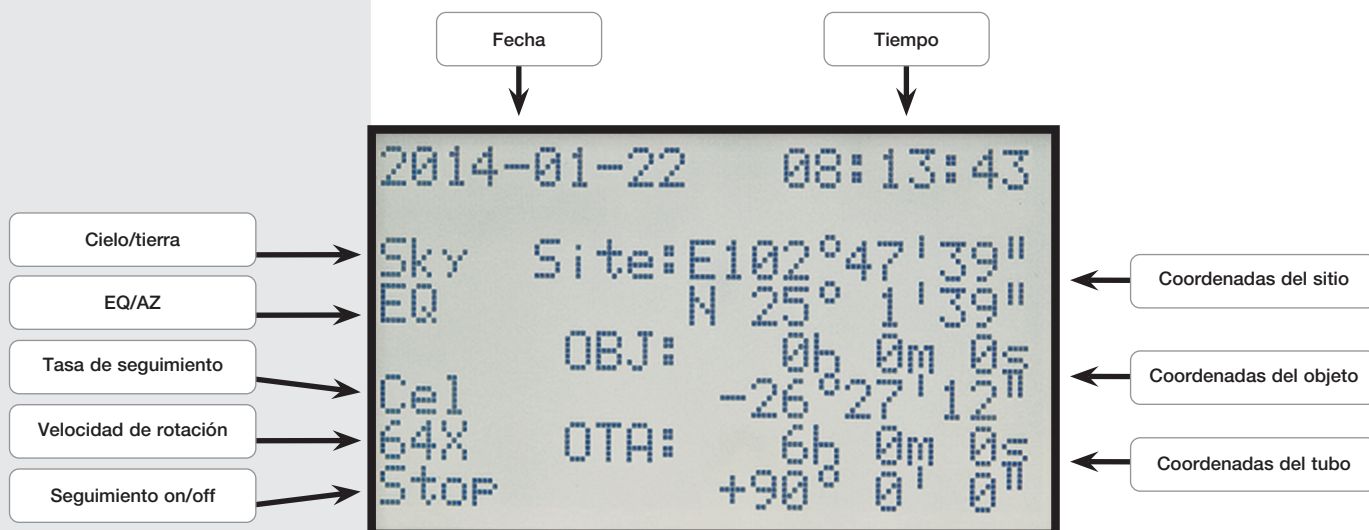 Fecha
Tiempo
2014-01-22 08:13:43
Cielo/tierra
EQ/AZ
Tasa de seguimiento
Velocidad de rotación
Seguimiento on/off
Sky Site:E102°47'39"
EQ N 25° 1'39"
OBJ: 0h 0m 0s
Cel -26°27'12"
64X OTA: 6h 0m 0s
Stop +90° 0' 0"
Coordenadas del sitio
Coordenadas del objeto
Coordenadas del tubo